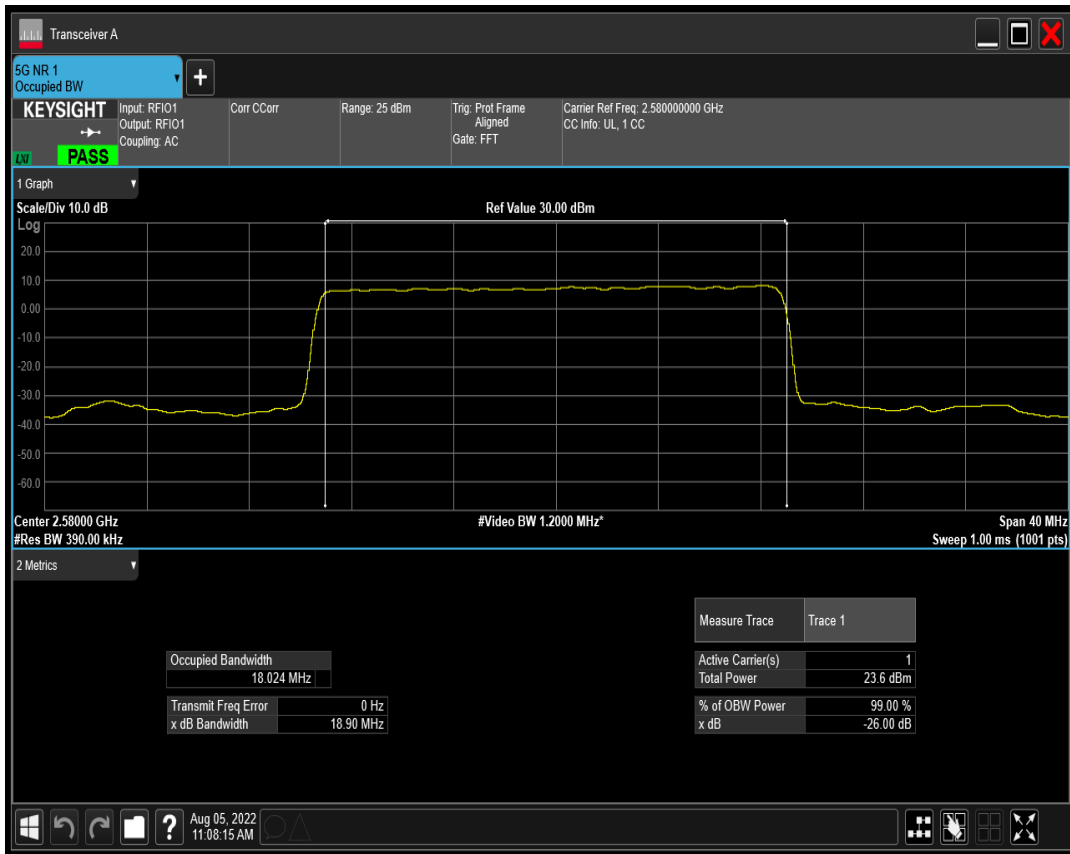 Transceiver A
5G NR 1
Occupied BW
+
KEYSIGHT
LXI
PASS
Input: RFIO1
Output: RFIO1
Coupling: AC
Corr CCorr
Range: 25 dBm
Trig: Prot Frame
Aligned
Gate: FFT
Carrier Ref Freq: 2.580000000 GHz
CC Info: UL, 1 CC
1 Graph
Scale/Div 10.0 dB
Ref Value 30.00 dBm
Log
20.0
10.0
0.00
-10.0
-20.0
-30.0
-40.0
-50.0
-60.0
Center 2.58000 GHz
#Video BW 1.2000 MHz*
Span 40 MHz
#Res BW 390.00 kHz
Sweep 1.00 ms (1001 pts)
2 Metrics
Measure Trace Trace 1
Occupied Bandwidth
18.024 MHz
Transmit Freq Error 0 Hz
x dB Bandwidth 18.90 MHz
Active Carrier(s) 1
Total Power 23.6 dBm
% of OBW Power 99.00 %
x dB -26.00 dB
?
Aug 05, 2022
11:08:15 AM